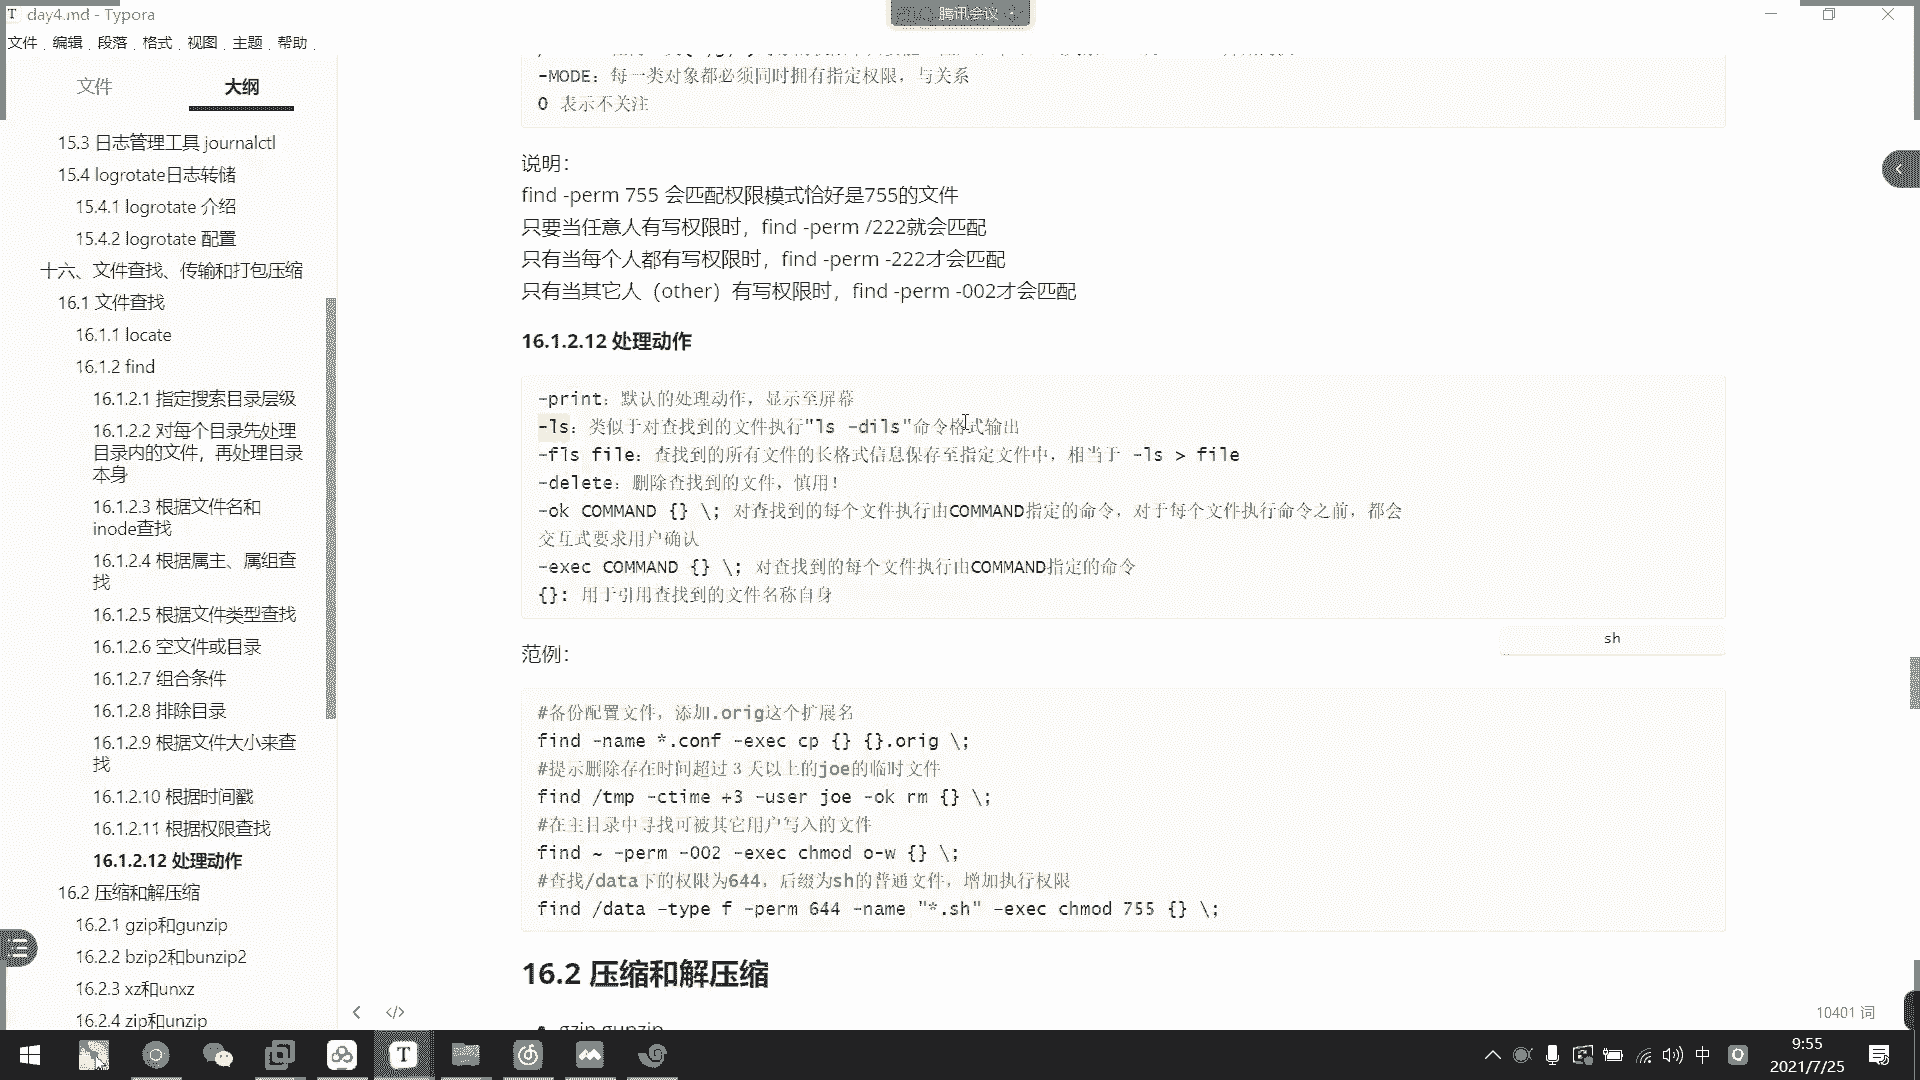 day4.md - Typora
腾讯会议
文件 编辑 段落 格式 视图 主题 帮助
文件 大纲
15.3 日志管理工具 journalctl
15.4 logrotate日志转储
15.4.1 logrotate 介绍
15.4.2 logrotate 配置
十六、文件查找、传输和打包压缩
16.1 文件查找
16.1.1 locate
16.1.2 find
16.1.2.1 指定搜索目录层级
16.1.2.2 对每个目录先处理
目录内的文件，再处理目录
本身
16.1.2.3 根据文件名和
inode查找
16.1.2.4 根据属主、属组查
找
16.1.2.5 根据文件类型查找
16.1.2.6 空文件或目录
16.1.2.7 组合条件
16.1.2.8 排除目录
16.1.2.9 根据文件大小来查
找
16.1.2.10 根据时间戳
16.1.2.11 根据权限查找
16.1.2.12 处理动作
16.2 压缩和解压缩
16.2.1 gzip和gunzip
16.2.2 bzip2和bunzip2
16.2.3 xz和unxz
16.2.4 zip和unzip
-MODE：每一类对象都必须同时拥有指定权限，与关系
0 表示不关注
说明：
find -perm 755 会匹配权限模式恰好是755的文件
只要当任意人有写权限时，find -perm /222就会匹配
只有当每个人都有写权限时，find -perm -222才会匹配
只有当其它人（other）有写权限时，find -perm -002才会匹配
16.1.2.12 处理动作
-print：默认的处理动作，显示至屏幕
-ls：类似于对查找到的文件执行"ls -dils"命令格式输出
-fls file：查找到的所有文件的长格式信息保存至指定文件中，相当于 -ls > file
-delete：删除查找到的文件，慎用！
-ok COMMAND {} \; 对查找到的每个文件执行由COMMAND指定的命令，对于每个文件执行命令之前，都会
交互式要求用户确认
-exec COMMAND {} \; 对查找到的每个文件执行由COMMAND指定的命令
{}: 用于引用查找到的文件名称自身
sh
范例：
#备份配置文件，添加.orig这个扩展名
find -name *.conf -exec cp {} {}.orig \;
#提示删除存在时间超过３天以上的joe的临时文件
find /tmp -ctime +3 -user joe -ok rm {} \;
#在主目录中寻找可被其它用户写入的文件
find ~ -perm -002 -exec chmod o-w {} \;
#查找/data下的权限为644，后缀为sh的普通文件，增加执行权限
find /data -type f -perm 644 -name "*.sh" -exec chmod 755 {} \;
16.2 压缩和解压缩
gzip gunzip
10401 词
中
9:55
2021/7/25